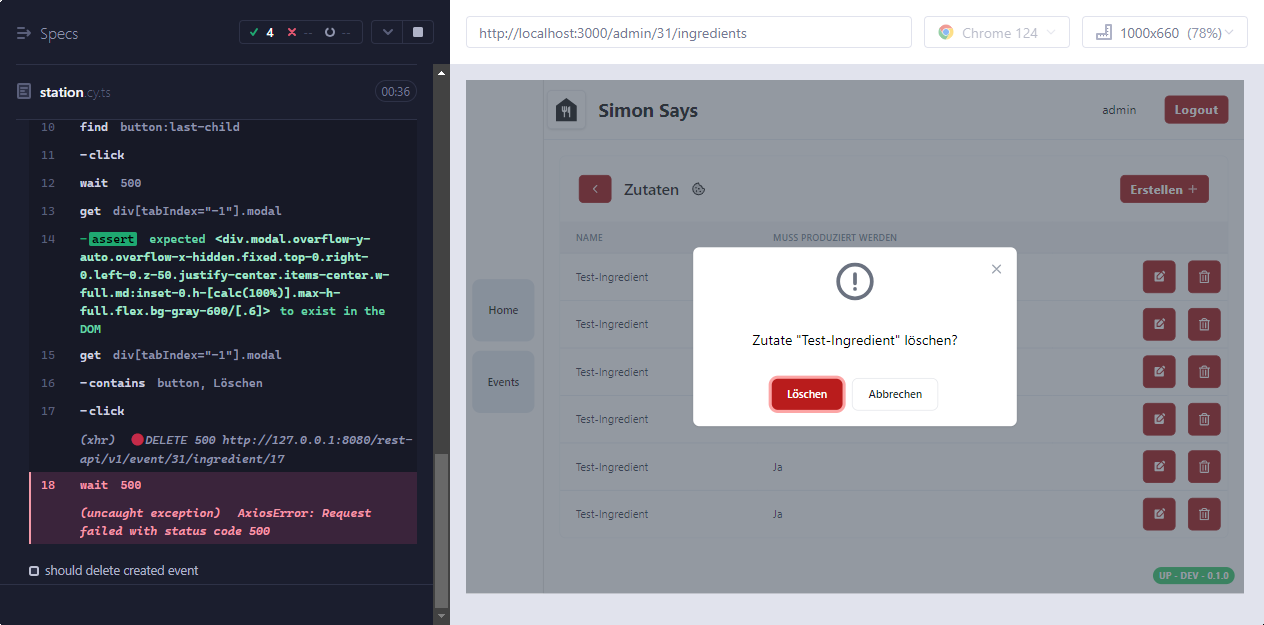 Specs
4
--
--
station.cy.ts
00:36
10 find button:last-child
11 -click
12 wait 500
13 get div[tabIndex="-1"].modal
14 -assert expected <div.modal.overflow-y-
auto.overflow-x-hidden.fixed.top-0.right-
0.left-0.z-50.justify-center.items-center.w-
full.md:inset-0.h-[calc(100%)].max-h-
full.flex.bg-gray-600/[.6]> to exist in the
DOM
15 get div[tabIndex="-1"].modal
16 -contains button, Löschen
17 -click
(xhr) DELETE 500 http://127.0.0.1:8080/rest-
api/v1/event/31/ingredient/17
18 wait 500
(uncaught exception) AxiosError: Request
failed with status code 500
should delete created event
http://localhost:3000/admin/31/ingredients
Chrome 124
1000x660 (78%)
Simon Says
admin
Logout
Home
Events
Zutaten
Erstellen +
NAME
MUSS PRODUZIERT WERDEN
Test-Ingredient
Test-Ingredient
Test-Ingredient
Test-Ingredient
Test-Ingredient
Ja
Test-Ingredient
Ja
Zutate "Test-Ingredient" löschen?
Löschen
Abbrechen
UP - DEV - 0.1.0